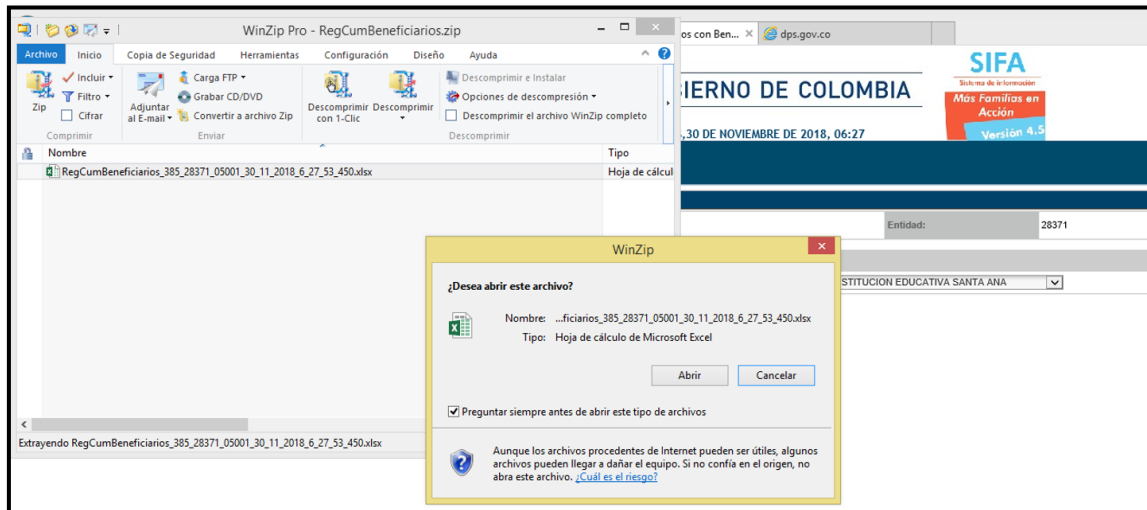 WinZip Pro - RegCumBeneficiarios.zip
Archivo Inicio Copia de Seguridad Herramientas Configuración Diseño Ayuda
Zip
Incluir
Filtro
Cifrar
Comprimir
Adjuntar al E-mail
Carga FTP
Grabar CD/DVD
Convertir a archivo Zip
Enviar
Descomprimir con 1-Clic
Descomprimir
Descomprimir e Instalar
Opciones de descompresión
Descomprimir el archivo WinZip completo
Descomprimir
Nombre Tipo
RegCumBeneficiarios_385_28371_05001_30_11_2018_6_27_53_450.xlsx Hoja de cálcul
Extrayendo RegCumBeneficiarios_385_28371_05001_30_11_2018_6_27_53_450.xlsx
os con Ben... dps.gov.co
IERNO DE COLOMBIA
,30 DE NOVIEMBRE DE 2018, 06:27
SIFA
Sistema de información
Más Familias en
Acción
Versión 4.5
Entidad: 28371
STITUCION EDUCATIVA SANTA ANA
WinZip
¿Desea abrir este archivo?
Nombre: ...ficiarios_385_28371_05001_30_11_2018_6_27_53_450.xlsx
Tipo: Hoja de cálculo de Microsoft Excel
Abrir Cancelar
Preguntar siempre antes de abrir este tipo de archivos
Aunque los archivos procedentes de Internet pueden ser útiles, algunos
archivos pueden llegar a dañar el equipo. Si no confía en el origen, no
abra este archivo. ¿Cuál es el riesgo?